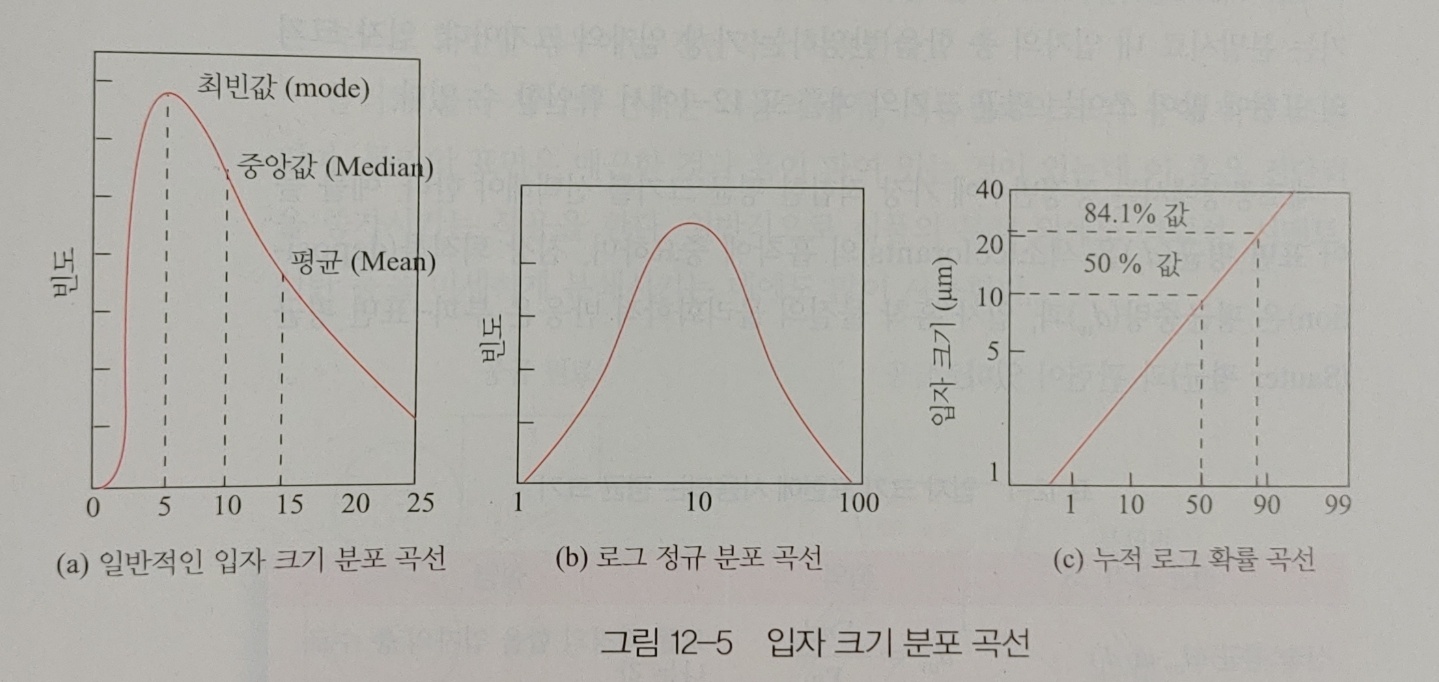 최빈값 (mode)
중앙값 (Median)
평균 (Mean)
빈도
0 5 10 15 20 25
(a) 일반적인 입자 크기 분포 곡선
빈도
1 10 100
(b) 로그 정규 분포 곡선
40
84.1% 값
20
50 % 값
10
5
1
입자 크기 (μm)
1 10 50 90 99
(c) 누적 로그 확률 곡선
그림 12–5 입자 크기 분포 곡선